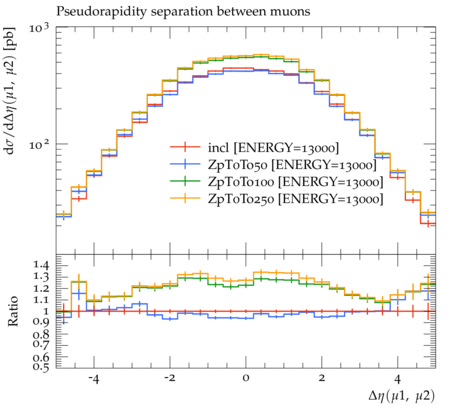 Pseudorapidity separation between muons
dσ/dΔη(μ1, μ2) [pb]
10³
10²
incl [ENERGY=13000]
ZpToTo50 [ENERGY=13000]
ZpToTo100 [ENERGY=13000]
ZpToTo250 [ENERGY=13000]
Ratio
1.4
1.3
1.2
1.1
1
0.9
0.8
0.7
0.6
0.5
-4 -2 0 2 4
Δη(μ1, μ2)